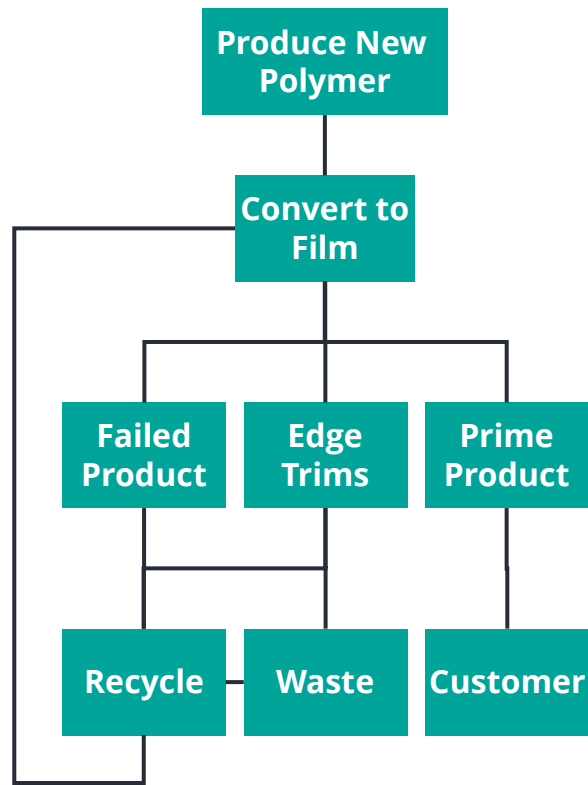 Produce New
Polymer
Convert to
Film
Failed
Product
Edge
Trims
Prime
Product
Recycle
Waste
Customer